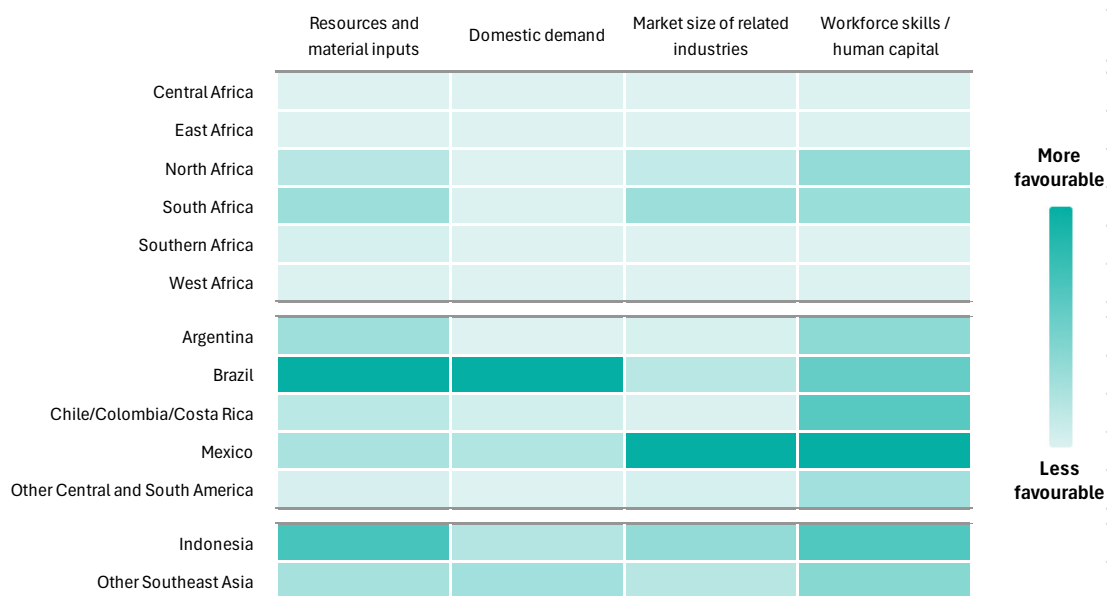 Resources and
material inputs
Domestic demand
Market size of related
industries
Workforce skills /
human capital
Central Africa
East Africa
North Africa
South Africa
Southern Africa
West Africa
Argentina
Brazil
Chile/Colombia/Costa Rica
Mexico
Other Central and South America
Indonesia
Other Southeast Asia
More
favourable
Less
favourable